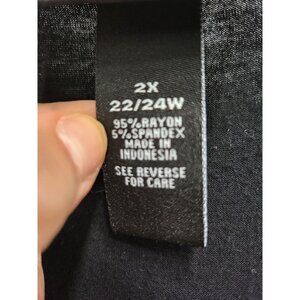 2X
22/24W
95%RAYON
5%SPANDEX
MADE IN
INDONESIA
SEE REVERSE
FOR CARE